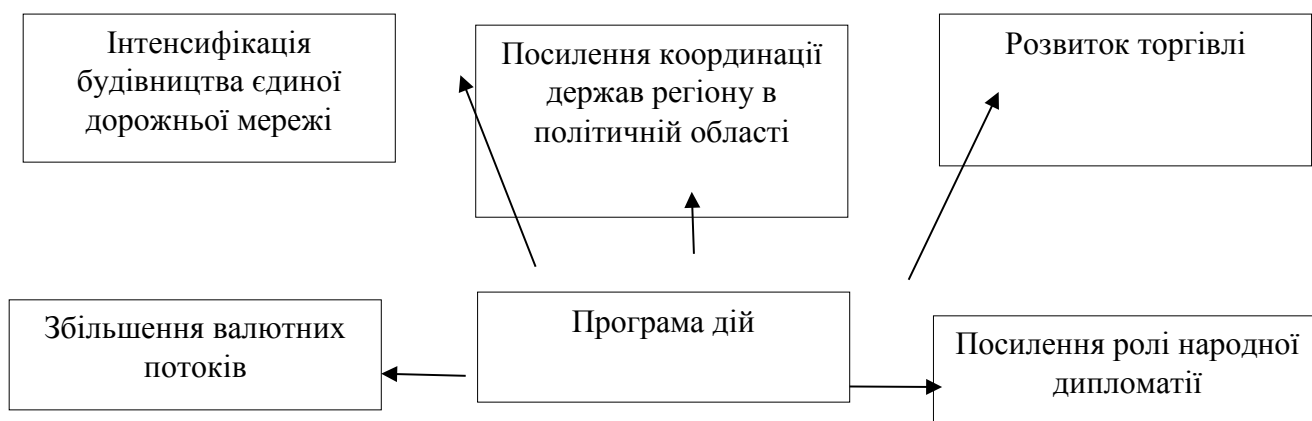 Інтенсифікація
будівництва єдиної
дорожньої мережі
Посилення координації
держав регіону в
політичній області
Розвиток торгівлі
Збільшення валютних
потоків
Програма дій
Посилення ролі народної
дипломатії